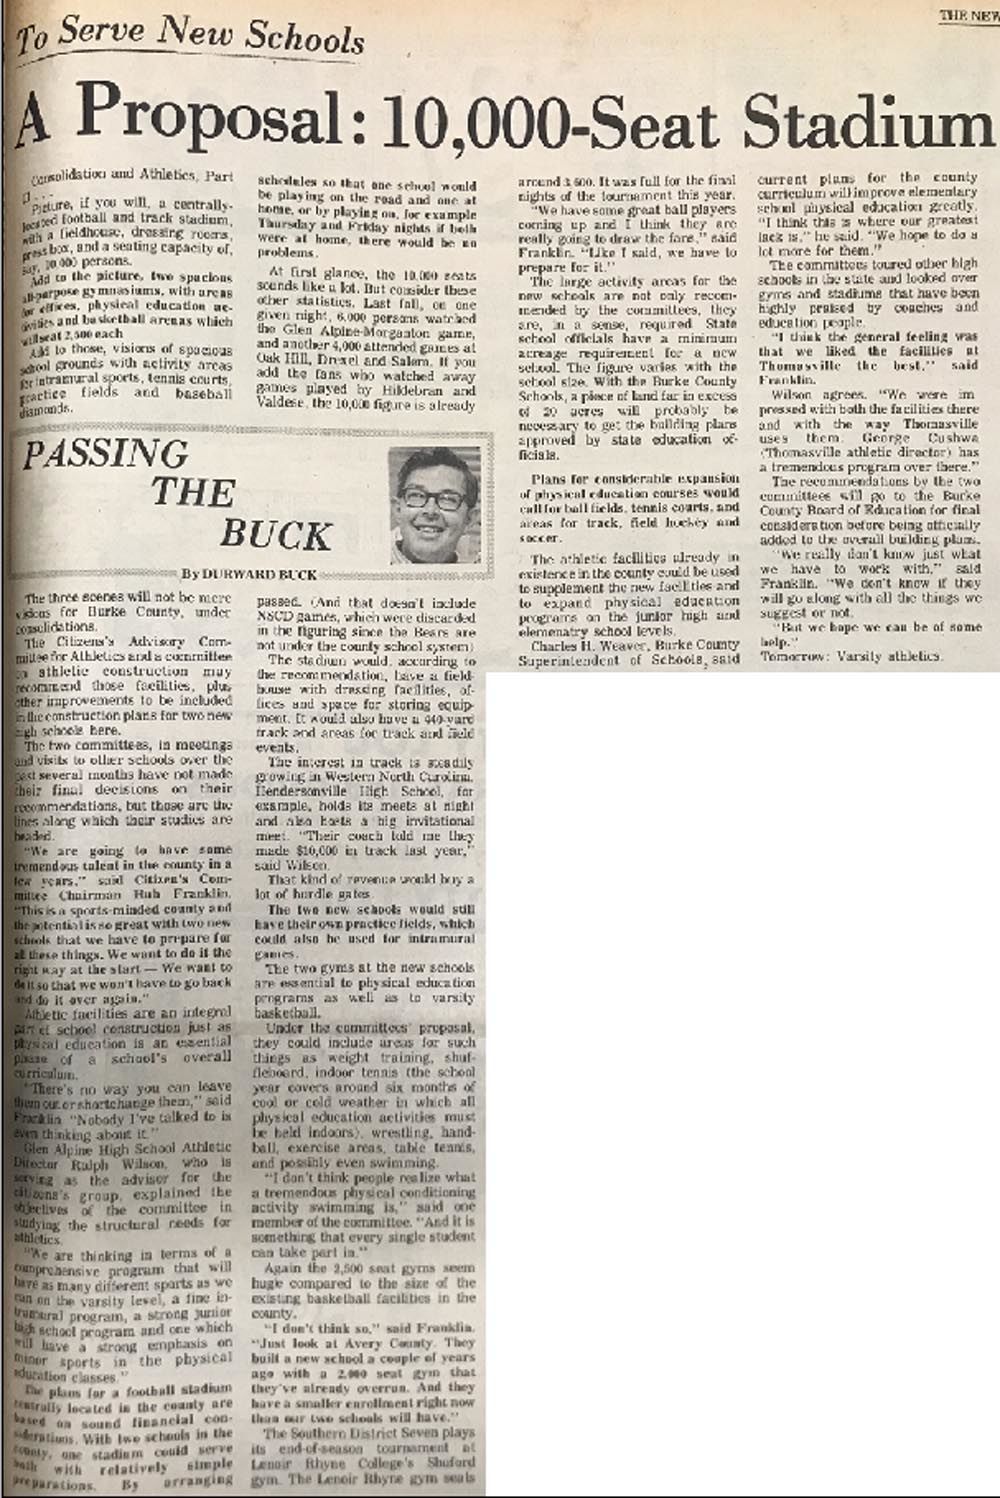 THE NEW
To Serve New Schools
A Proposal: 10,000-Seat Stadium
Consolidation and Athletics, Part
Picture, if you will, a centrally-
located football and track stadium,
with a fieldhouse, dressing rooms,
press box, and a seating capacity of,
say, 10,000 persons.
Add to the picture, two spacious
all-purpose gymnasiums, with areas
for offices, physical education ac-
tivities and basketball arenas which
will seat 2,500 each
Add to those, visions of spacious
school grounds with activity areas
for intramural sports, tennis courts,
practice fields and baseball
diamonds.
PASSING
THE
BUCK
By DURWARD BUCK
The three scenes will not be mere
visions for Burke County, under
consolidations.
The Citizens's Advisory Com-
mittee for Athletics and a committee
on athletic construction may
recommend those facilities, plus
other improvements to be included
in the construction plans for two new
high schools here.
The two committees, in meetings
and visits to other schools over the
past several months have not made
their final decisions on their
recommendations, but those are the
lines along which their studies are
headed.
"We are going to have some
tremendous talent in the county in a
few years," said Citizen's Com-
mittee Chairman Hub Franklin.
"This is a sports-minded county and
the potential is so great with two new
schools that we have to prepare for
all these things. We want to do it the
right way at the start — We want to
do it so that we won't have to go back
and do it over again."
Athletic facilities are an integral
part of school construction just as
physical education is an essential
phase of a school's overall
curriculum.
"There's no way you can leave
them out or shortchange them," said
Franklin "Nobody I've talked to is
even thinking about it."
Glen Alpine High School Athletic
Director Ralph Wilson, who is
serving as the advisor for the
citizens's group, explained the
objectives of the committee in
studying the structural needs for
athletics.
"We are thinking in terms of a
comprehensive program that will
have as many different sports as we
can on the varsity level, a fine in-
tramural program, a strong junior
high school program and one which
will have a strong emphasis on
minor sports in the physical
education classes."
The plans for a football stadium
centrally located in the county are
based on sound financial con-
siderations. With two schools in the
county, one stadium could serve
both with relatively simple
preparations. By arranging
schedules so that one school would
be playing on the road and one at
home, or by playing on, for example
Thursday and Friday nights if both
were at home, there would be no
problems.
At first glance, the 10,000 seats
sounds like a lot. But consider these
other statistics. Last fall, on one
given night, 6,000 persons watched
the Glen Alpine-Morganton game,
and another 4,000 attended games at
Oak Hill, Drexel and Salem. If you
add the fans who watched away
games played by Hildebran and
Valdese, the 10,000 figure is already
passed. (And that doesn't include
NSCD games, which were discarded
in the figuring since the Bears are
not under the county school system)
The stadium would, according to
the recommendation, have a field-
house with dressing facilities, of-
fices and space for storing equip-
ment. It would also have a 440-yard
track and areas for track and field
events.
The interest in track is steadily
growing in Western North Carolina.
Hendersonville High School, for
example, holds its meets at night
and also hosts a big invitational
meet. "Their coach told me they
made $10,000 in track last year,"
said Wilson.
That kind of revenue would buy a
lot of hurdle gates.
The two new schools would still
have their own practice fields, which
could also be used for intramural
games.
The two gyms at the new schools
are essential to physical education
programs as well as to varsity
basketball.
Under the committees' proposal,
they could include areas for such
things as weight training, shuf-
fleboard, indoor tennis (the school
year covers around six months of
cool or cold weather in which all
physical education activities must
be held indoors), wrestling, hand-
ball, exercise areas, table tennis,
and possibly even swimming.
"I don't think people realize what
a tremendous physical conditioning
activity swimming is," said one
member of the committee. "And it is
something that every single student
can take part in."
Again the 2,500 seat gyms seem
huge compared to the size of the
existing basketball facilities in the
county.
"I don't think so," said Franklin.
"Just look at Avery County. They
built a new school a couple of years
ago with a 2,000 seat gym that
they've already overrun. And they
have a smaller enrollment right now
than our two schools will have."
The Southern District Seven plays
its end-of-season tournament at
Lenoir Rhyne College's Shuford
gym. The Lenoir Rhyne gym seats
around 3,600. It was full for the final
nights of the tournament this year.
"We have some great ball players
coming up and I think they are
really going to draw the fans," said
Franklin. "Like I said, we have to
prepare for it."
The large activity areas for the
new schools are not only recom-
mended by the committees, they
are, in a sense, required State
school officials have a minimum
acreage requirement for a new
school. The figure varies with the
school size. With the Burke County
Schools, a piece of land far in excess
of 20 acres will probably be
necessary to get the building plans
approved by state education of-
ficials.
Plans for considerable expansion
of physical education courses would
call for ball fields, tennis courts, and
areas for track, field hockey and
soccer.
The athletic facilities already in
existence in the county could be used
to supplement the new facilities and
to expand physical education
programs on the junior high and
elemenatry school levels.
Charles H. Weaver, Burke County
Superintendent of Schools, said
current plans for the county
curriculum will improve elementary
school physical education greatly.
"I think this is where our greatest
lack is," he said. "We hope to do a
lot more for them."
The committees toured other high
schools in the state and looked over
gyms and stadiums that have been
highly praised by coaches and
education people.
"I think the general feeling was
that we liked the facilities at
Thomasville the best," said
Franklin.
Wilson agrees. "We were im-
pressed with both the facilities there
and with the way Thomasville
uses them. George Cushwa
(Thomasville athletic director) has
a tremendous program over there."
The recommendations by the two
committees will go to the Burke
County Board of Education for final
consideration before being officially
added to the overall building plans.
"We really don't know just what
we have to work with," said
Franklin. "We don't know if they
will go along with all the things we
suggest or not.
"But we hope we can be of some
help."
Tomorrow: Varsity athletics.